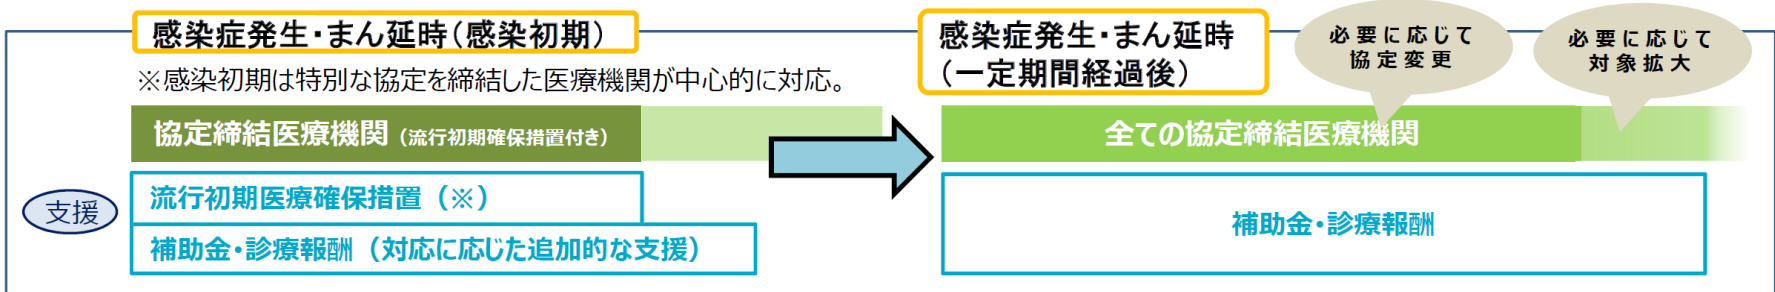 感染症発生・まん延時(感染初期)
※感染初期は特別な協定を締結した医療機関が中心的に対応。
協定締結医療機関(流行初期確保措置付き)
支援
流行初期医療確保措置(※)
補助金・診療報酬(対応に応じた追加的な支援)
感染症発生・まん延時
(一定期間経過後)
必要に応じて
協定変更
必要に応じて
対象拡大
全ての協定締結医療機関
補助金・診療報酬